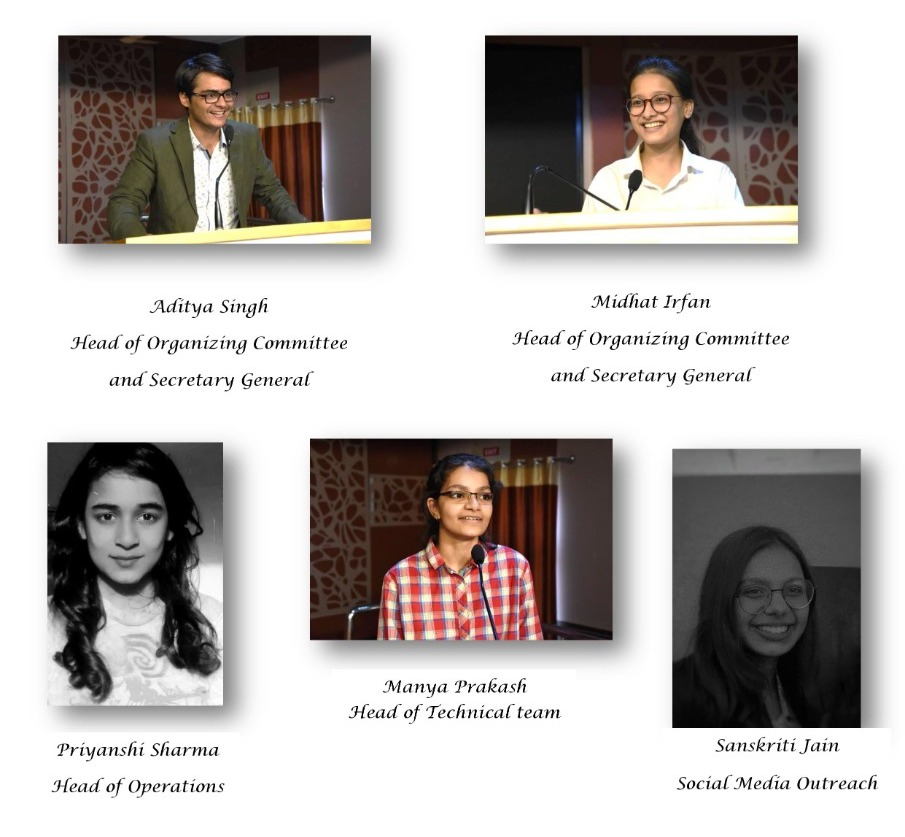 Aditya Singh
Head of Organizing Committee
and Secretary General
Midhat Irfan
Head of Organizing Committee
and Secretary General
Priyanshi Sharma
Head of Operations
Manya Prakash
Head of Technical team
Sanskriti Jain
Social Media Outreach